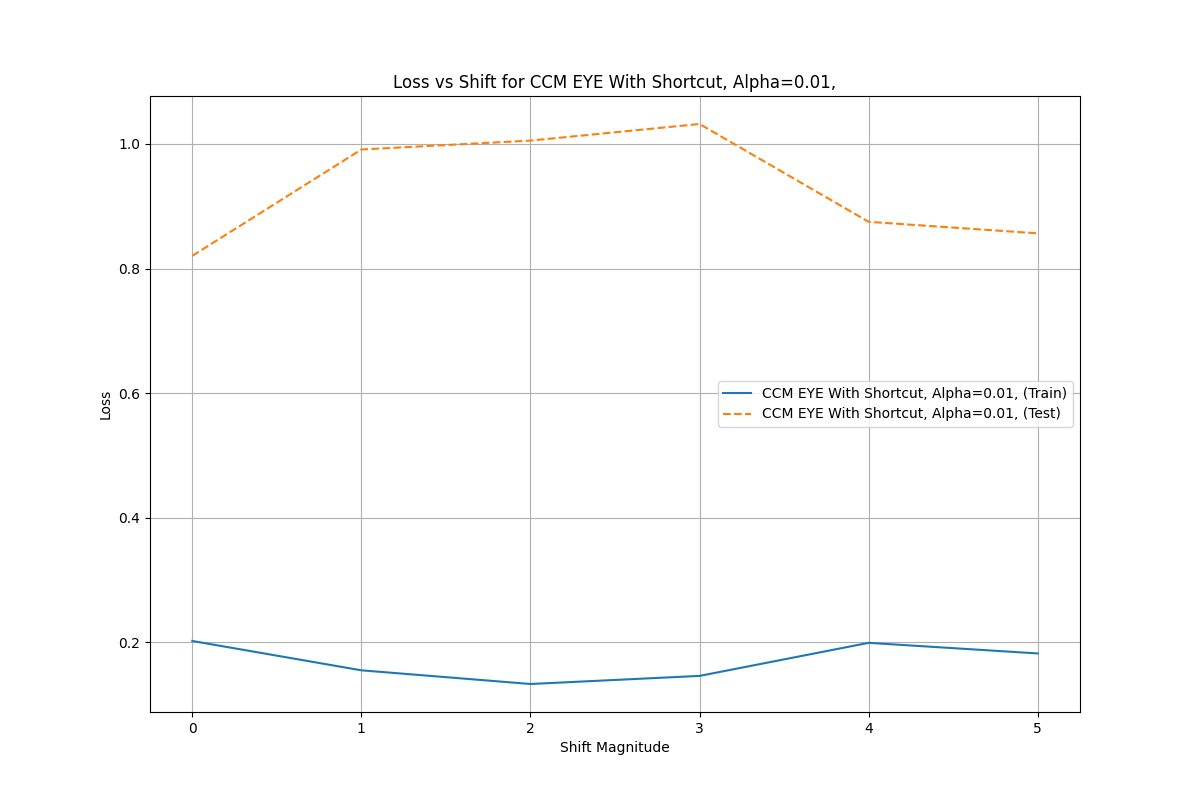 Loss vs Shift for CCM EYE With Shortcut, Alpha=0.01,
1.0
0.8
0.6
0.4
0.2
Loss
CCM EYE With Shortcut, Alpha=0.01, (Train)
CCM EYE With Shortcut, Alpha=0.01, (Test)
0 1 2 3 4 5
Shift Magnitude